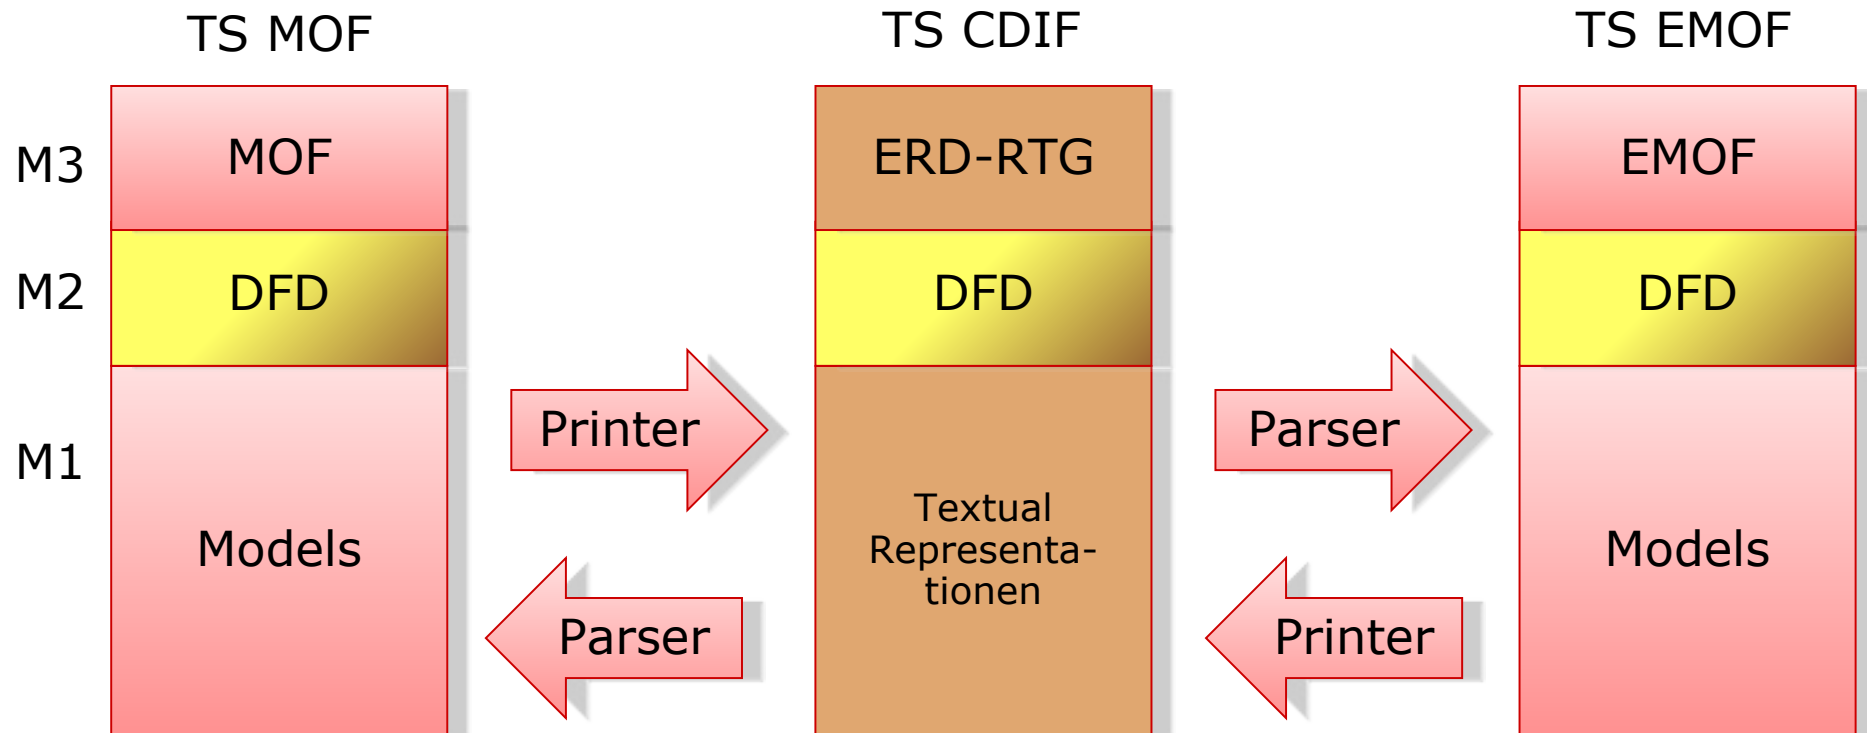 TS MOF
TS CDIF
TS EMOF
M3
MOF
ERD-RTG
EMOF
M2
DFD
DFD
DFD
Printer
Parser
M1
Models
Textual
Representa-
tionen
Models
Parser
Printer